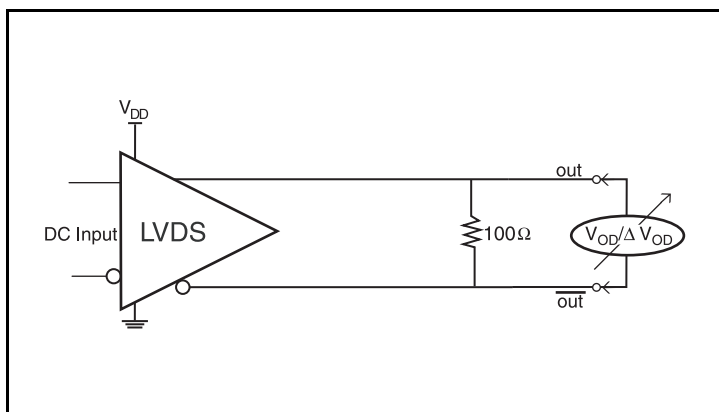 V_DD
out
DC Input
LVDS
100Ω
V_OD/Δ V_OD
out